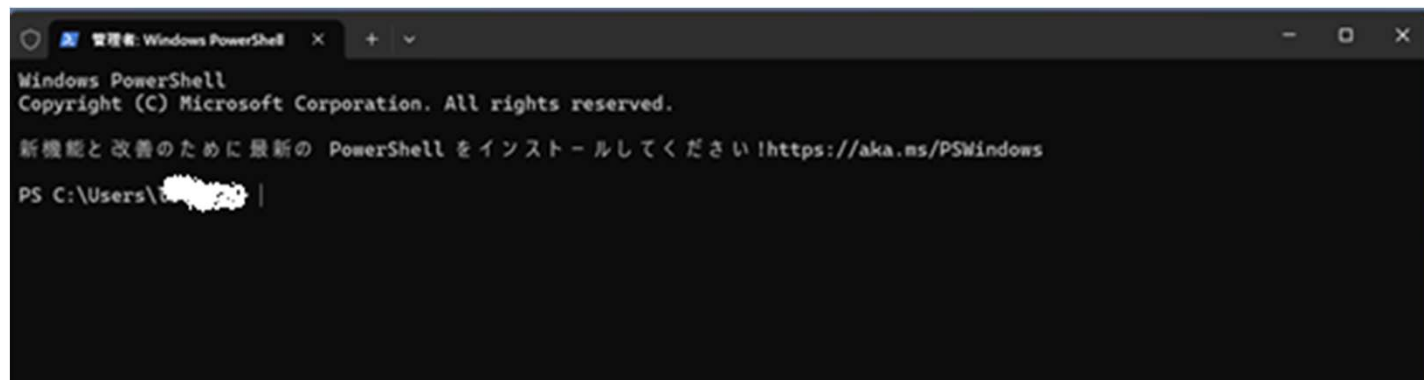 管理者: Windows PowerShell
Windows PowerShell
Copyright (C) Microsoft Corporation. All rights reserved.
新機能と改善のために最新の PowerShell をインストールしてください!https://aka.ms/PSWindows
PS C:\Users\